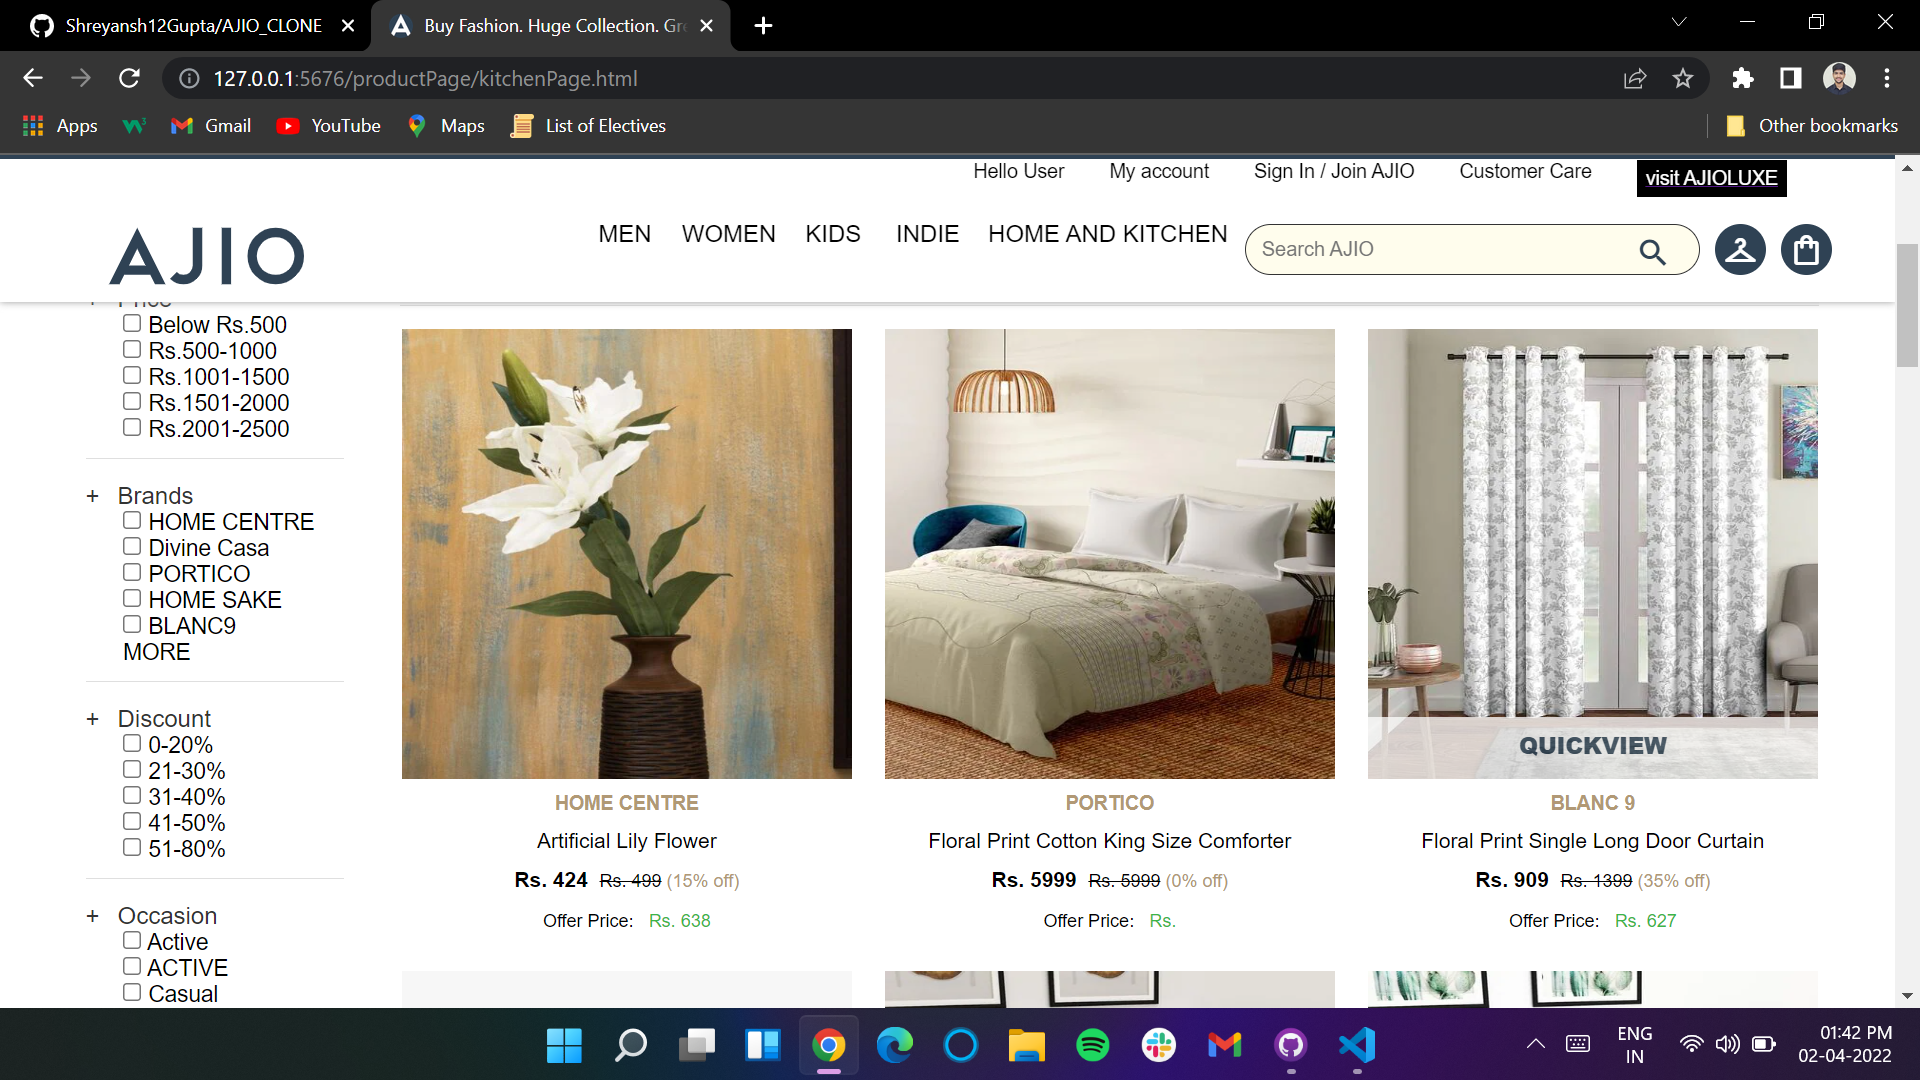 Shreyansh12Gupta/AJIO_CLONE
Buy Fashion. Huge Collection. Gre
127.0.0.1:5676/productPage/kitchenPage.html
Apps
Gmail
YouTube
Maps
List of Electives
Other bookmarks
Hello User
My account
Sign In / Join AJIO
Customer Care
visit AJIOLUXE
AJIO
MEN
WOMEN
KIDS
INDIE
HOME AND KITCHEN
Search AJIO
+ Price
Below Rs.500
Rs.500-1000
Rs.1001-1500
Rs.1501-2000
Rs.2001-2500
+ Brands
HOME CENTRE
Divine Casa
PORTICO
HOME SAKE
BLANC9
MORE
+ Discount
0-20%
21-30%
31-40%
41-50%
51-80%
+ Occasion
Active
ACTIVE
Casual
HOME CENTRE
Artificial Lily Flower
Rs. 424 Rs. 499 (15% off)
Offer Price: Rs. 638
PORTICO
Floral Print Cotton King Size Comforter
Rs. 5999 Rs. 5999 (0% off)
Offer Price: Rs.
QUICKVIEW
BLANC 9
Floral Print Single Long Door Curtain
Rs. 909 Rs. 1399 (35% off)
Offer Price: Rs. 627
ENG
IN
01:42 PM
02-04-2022